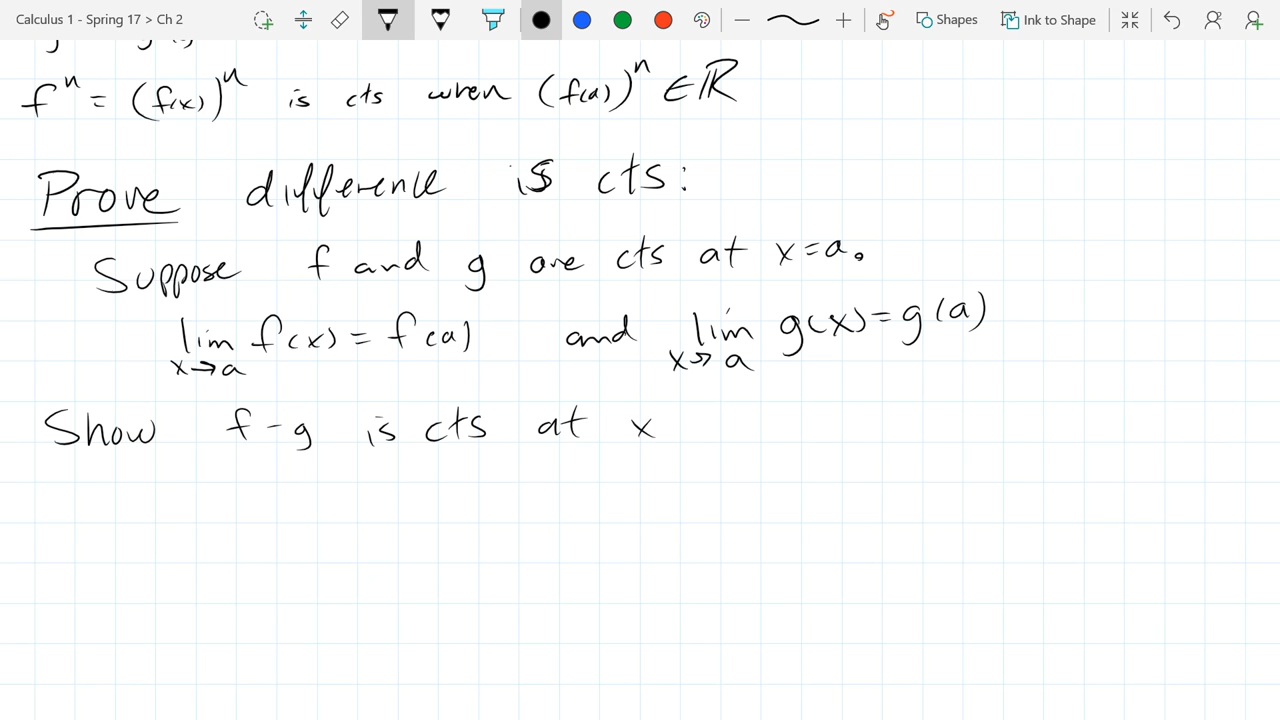 Calculus 1 - Spring 17 > Ch 2
Shapes
Ink to Shape
fⁿ = (f(x))ⁿ is cts when (f(a))ⁿ ∈ ℝ
Prove difference is cts:
Suppose f and g are cts at x=a.
lim x→a f(x) = f(a) and lim x→a g(x) = g(a)
Show f-g is cts at x